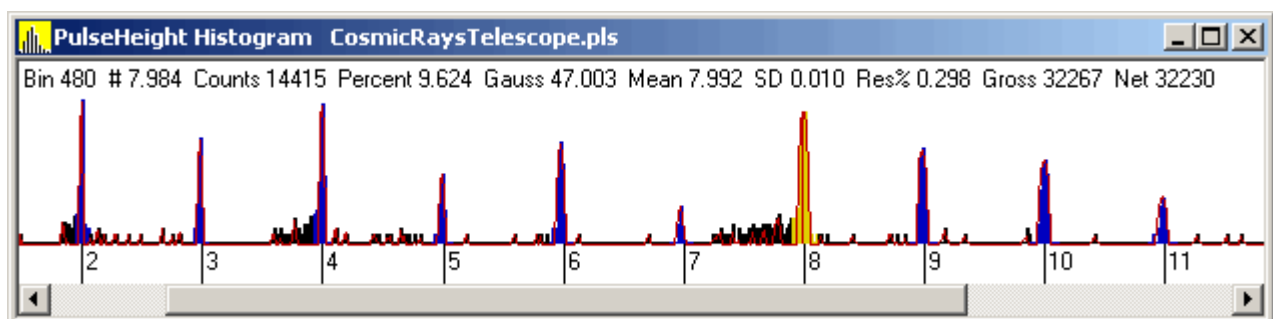 PulseHeight Histogram CosmicRaysTelescope.pls
Bin 480 # 7.984 Counts 14415 Percent 9.624 Gauss 47.003 Mean 7.992 SD 0.010 Res% 0.298 Gross 32267 Net 32230
2 3 4 5 6 7 8 9 10 11